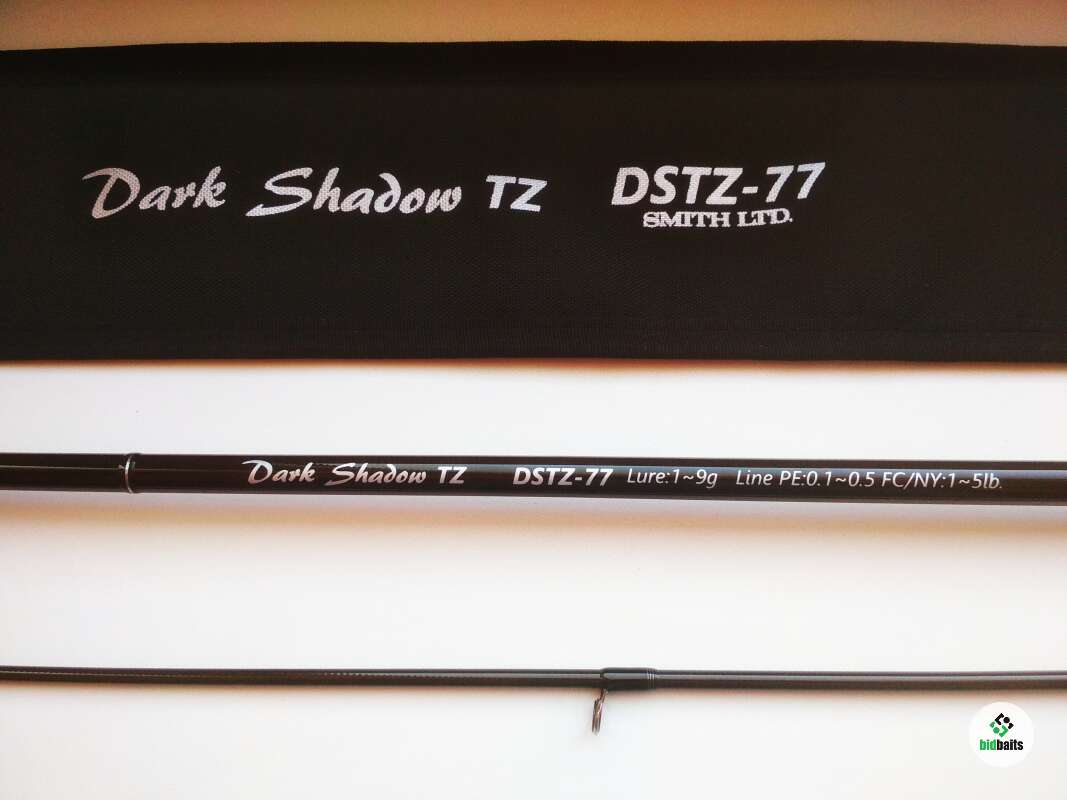 Dark Shadow TZ DSTZ-77
SMITH LTD.
Dark Shadow TZ DSTZ-77 Lure:1~9g Line PE:0.1~0.5 FC/NY:1~5lb.
bidbaits